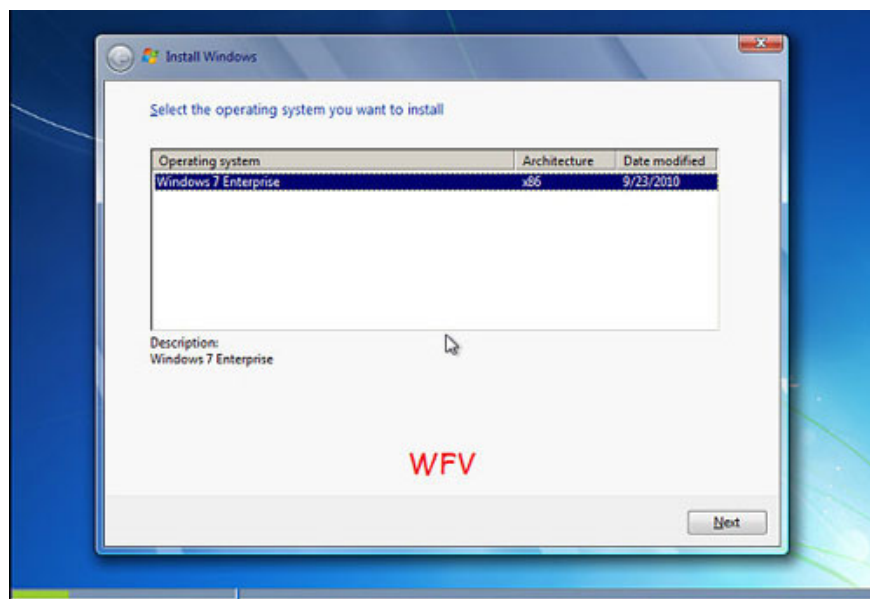 Install Windows
Select the operating system you want to install
Operating system Architecture Date modified
Windows 7 Enterprise x86 9/23/2010
Description:
Windows 7 Enterprise
WFV
Next